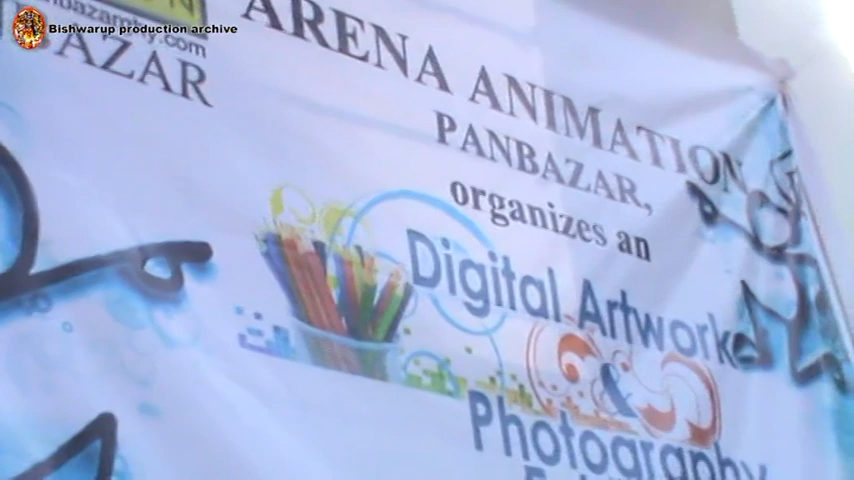 Bishwarup production archive
AZAR
ARENA ANIMATION
PANBAZAR,
organizes an
Digital Artwork
&
Photography